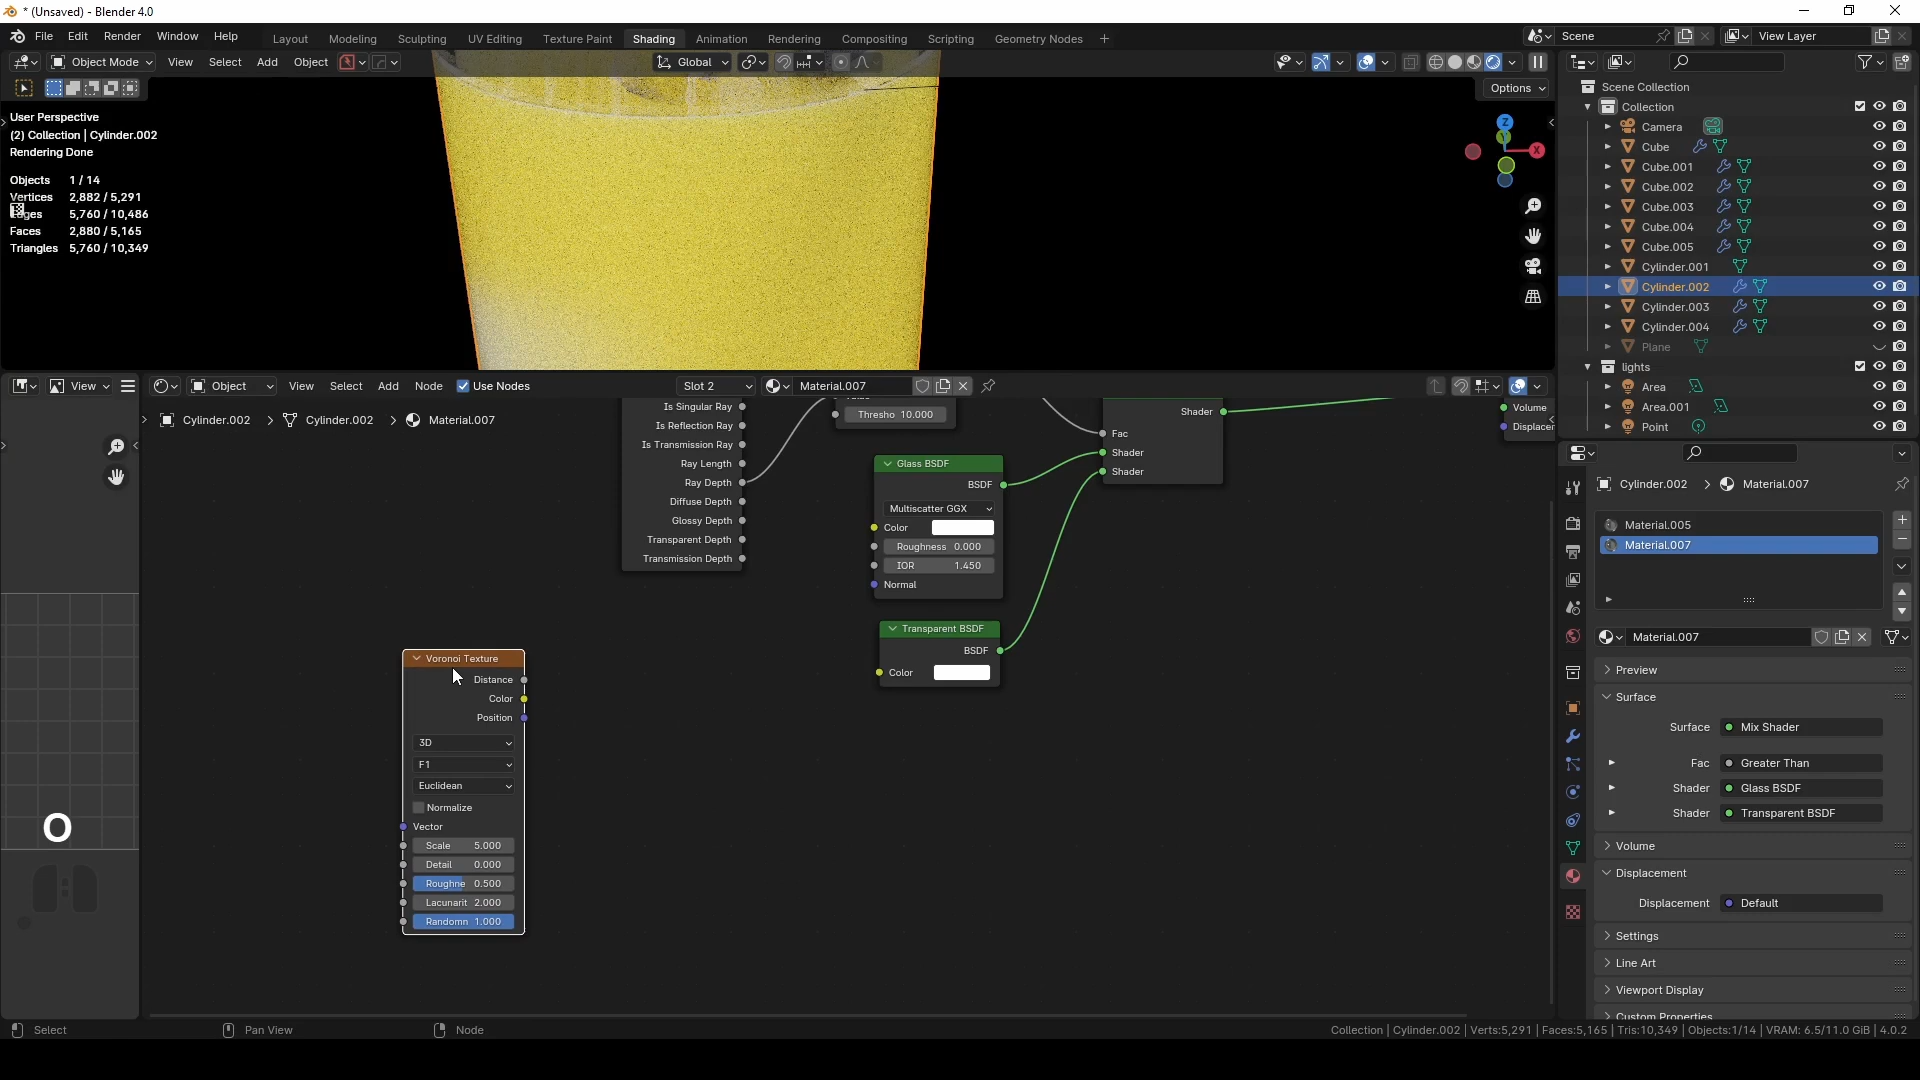 * (Unsaved) - Blender 4.0
File Edit Render Window Help
Layout Modeling Sculpting UV Editing Texture Paint Shading Animation Rendering Compositing Scripting Geometry Nodes +
Scene
View Layer
Object Mode View Select Add Object
Global
Options
User Perspective
(2) Collection | Cylinder.002
Rendering Done
Objects 1 / 14
Vertices 2,882 / 5,291
Edges 5,760 / 10,486
Faces 2,880 / 5,165
Triangles 5,760 / 10,349
Z
X
Scene Collection
Collection
Camera
Cube
Cube.001
Cube.002
Cube.003
Cube.004
Cube.005
Cylinder.001
Cylinder.002
Cylinder.003
Cylinder.004
Plane
lights
Area
Area.001
Point
View
Object View Select Add Node Use Nodes
Slot 2
Material.007
Cylinder.002 > Cylinder.002 > Material.007
Is Singular Ray
Is Reflection Ray
Is Transmission Ray
Ray Length
Ray Depth
Diffuse Depth
Glossy Depth
Transparent Depth
Transmission Depth
Thresho 10.000
Glass BSDF
BSDF
Multiscatter GGX
Color
Roughness 0.000
IOR 1.450
Normal
Transparent BSDF
BSDF
Color
Shader
Fac
Shader
Shader
Volume
Displacer
Voronoi Texture
Distance
Color
Position
3D
F1
Euclidean
Normalize
Vector
Scale 5.000
Detail 0.000
Roughne 0.500
Lacunarit 2.000
Randomn 1.000
O
Cylinder.002 > Material.007
Material.005
Material.007
Material.007
Preview
Surface
Surface Mix Shader
Fac Greater Than
Shader Glass BSDF
Shader Transparent BSDF
Volume
Displacement
Displacement Default
Settings
Line Art
Viewport Display
Custom Properties
Select
Pan View
Node
Collection | Cylinder.002 | Verts:5,291 | Faces:5,165 | Tris:10,349 | Objects:1/14 | VRAM: 6.5/11.0 GiB | 4.0.2